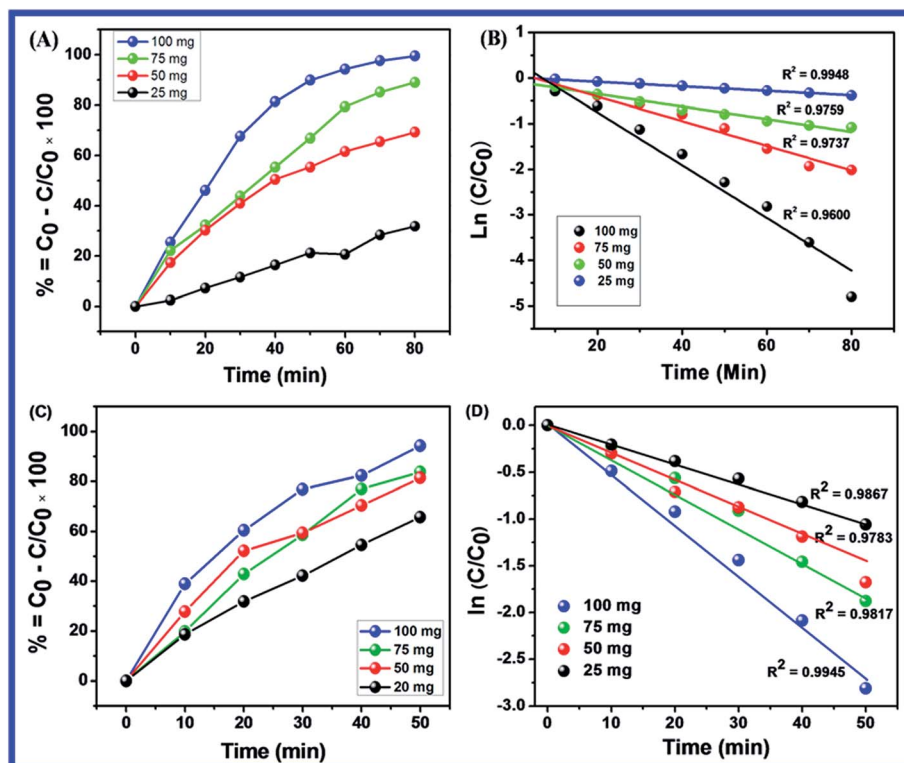 (A)
100 mg
75 mg
50 mg
25 mg
% = C₀ - C/C₀ × 100
100
80
60
40
20
0
0 20 40 60 80
Time (min)
(B)
Ln (C/C₀)
1
0
-1
-2
-3
-4
-5
R² = 0.9948
R² = 0.9759
R² = 0.9737
R² = 0.9600
100 mg
75 mg
50 mg
25 mg
20 40 60 80
Time (Min)
(C)
% = C₀ - C/C₀ × 100
100
80
60
40
20
0
100 mg
75 mg
50 mg
20 mg
0 10 20 30 40 50
Time (min)
(D)
ln (C/C₀)
0.0
-0.5
-1.0
-1.5
-2.0
-2.5
-3.0
R² = 0.9867
R² = 0.9783
R² = 0.9817
R² = 0.9945
100 mg
75 mg
50 mg
25 mg
0 10 20 30 40 50
Time (min)